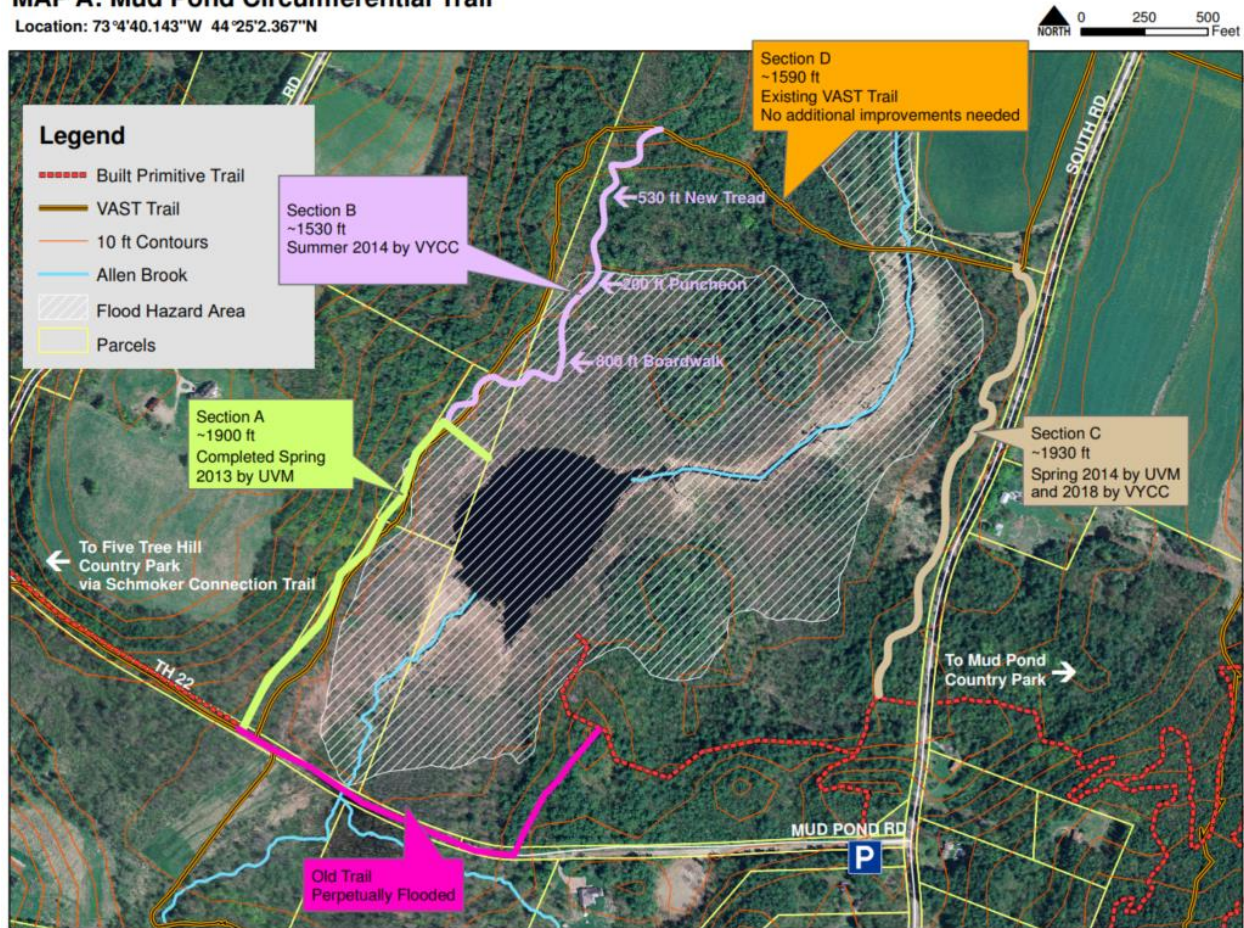 MAP A: Mud Pond Circumferential Trail
Location: 73°4'40.143"W 44°25'2.367"N
NORTH
0 250 500
Feet
Legend
Built Primitive Trail
VAST Trail
10 ft Contours
Allen Brook
Flood Hazard Area
Parcels
RD
Section D
~1590 ft
Existing VAST Trail
No additional improvements needed
SOUTH RD
Section B
~1530 ft
Summer 2014 by VYCC
530 ft New Tread
200 ft Puncheon
800 ft Boardwalk
Section A
~1900 ft
Completed Spring
2013 by UVM
Section C
~1930 ft
Spring 2014 by UVM
and 2018 by VYCC
To Five Tree Hill
Country Park
via Schmoker Connection Trail
TH 22
To Mud Pond
Country Park
MUD POND RD
P
Old Trail
Perpetually Flooded